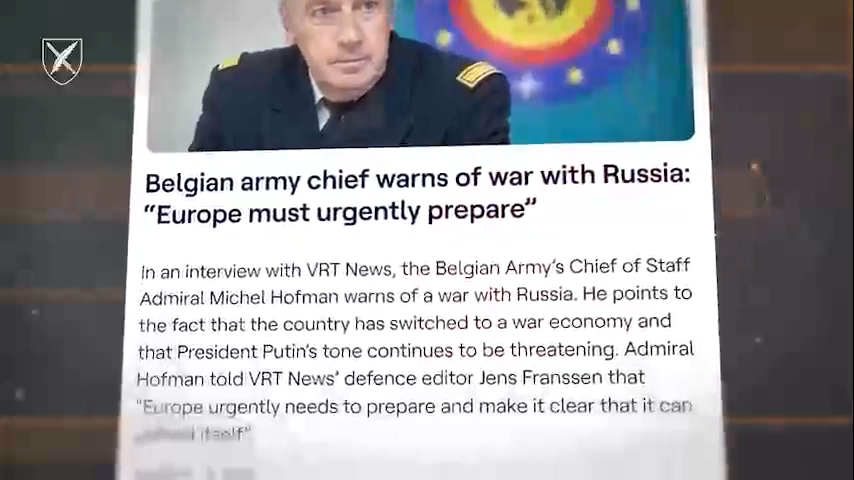 Belgian army chief warns of war with Russia:
“Europe must urgently prepare”
In an interview with VRT News, the Belgian Army’s Chief of Staff
Admiral Michel Hofman warns of a war with Russia. He points to
the fact that the country has switched to a war economy and
that President Putin’s tone continues to be threatening. Admiral
Hofman told VRT News’ defence editor Jens Franssen that
“Europe urgently needs to prepare and make it clear that it can
itself”